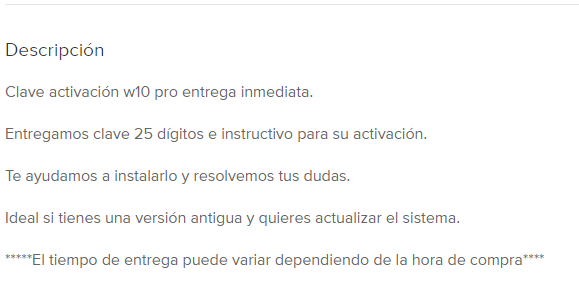 Descripción
Clave activación w10 pro entrega inmediata.
Entregamos clave 25 dígitos e instructivo para su activación.
Te ayudamos a instalarlo y resolvemos tus dudas.
Ideal si tienes una versión antigua y quieres actualizar el sistema.
*****El tiempo de entrega puede variar dependiendo de la hora de compra****